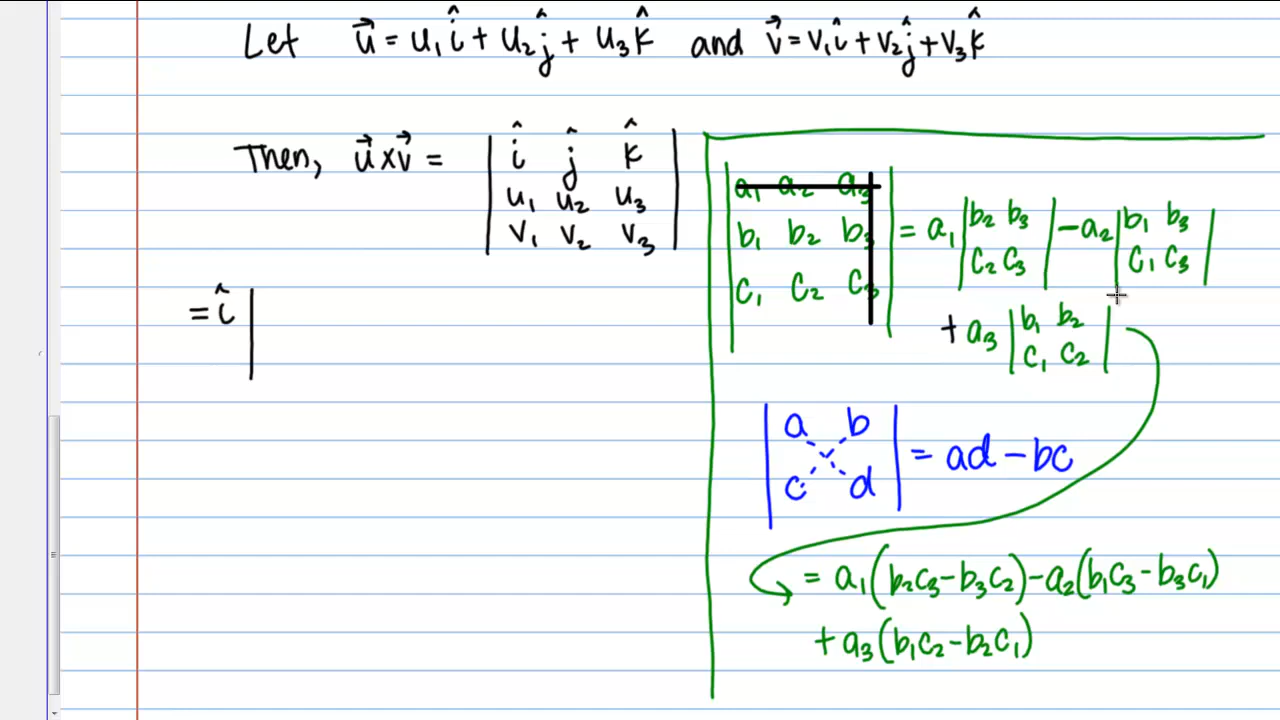 Let u⃗ = u₁î + u₂ĵ + u₃k̂ and v⃗ = v₁î + v₂ĵ + v₃k̂
Then, u⃗ × v⃗ = | î ĵ k̂ |
| u₁ u₂ u₃ |
| v₁ v₂ v₃ |
= î |
| a₁ a₂ a₃ |
| b₁ b₂ b₃ | = a₁ | b₂ b₃ | − a₂ | b₁ b₃ |
| c₁ c₂ c₃ | | c₂ c₃ | | c₁ c₃ |
+ a₃ | b₁ b₂ |
| c₁ c₂ |
| a b |
| c d | = ad − bc
= a₁(b₂c₃ − b₃c₂) − a₂(b₁c₃ − b₃c₁)
+ a₃(b₁c₂ − b₂c₁)